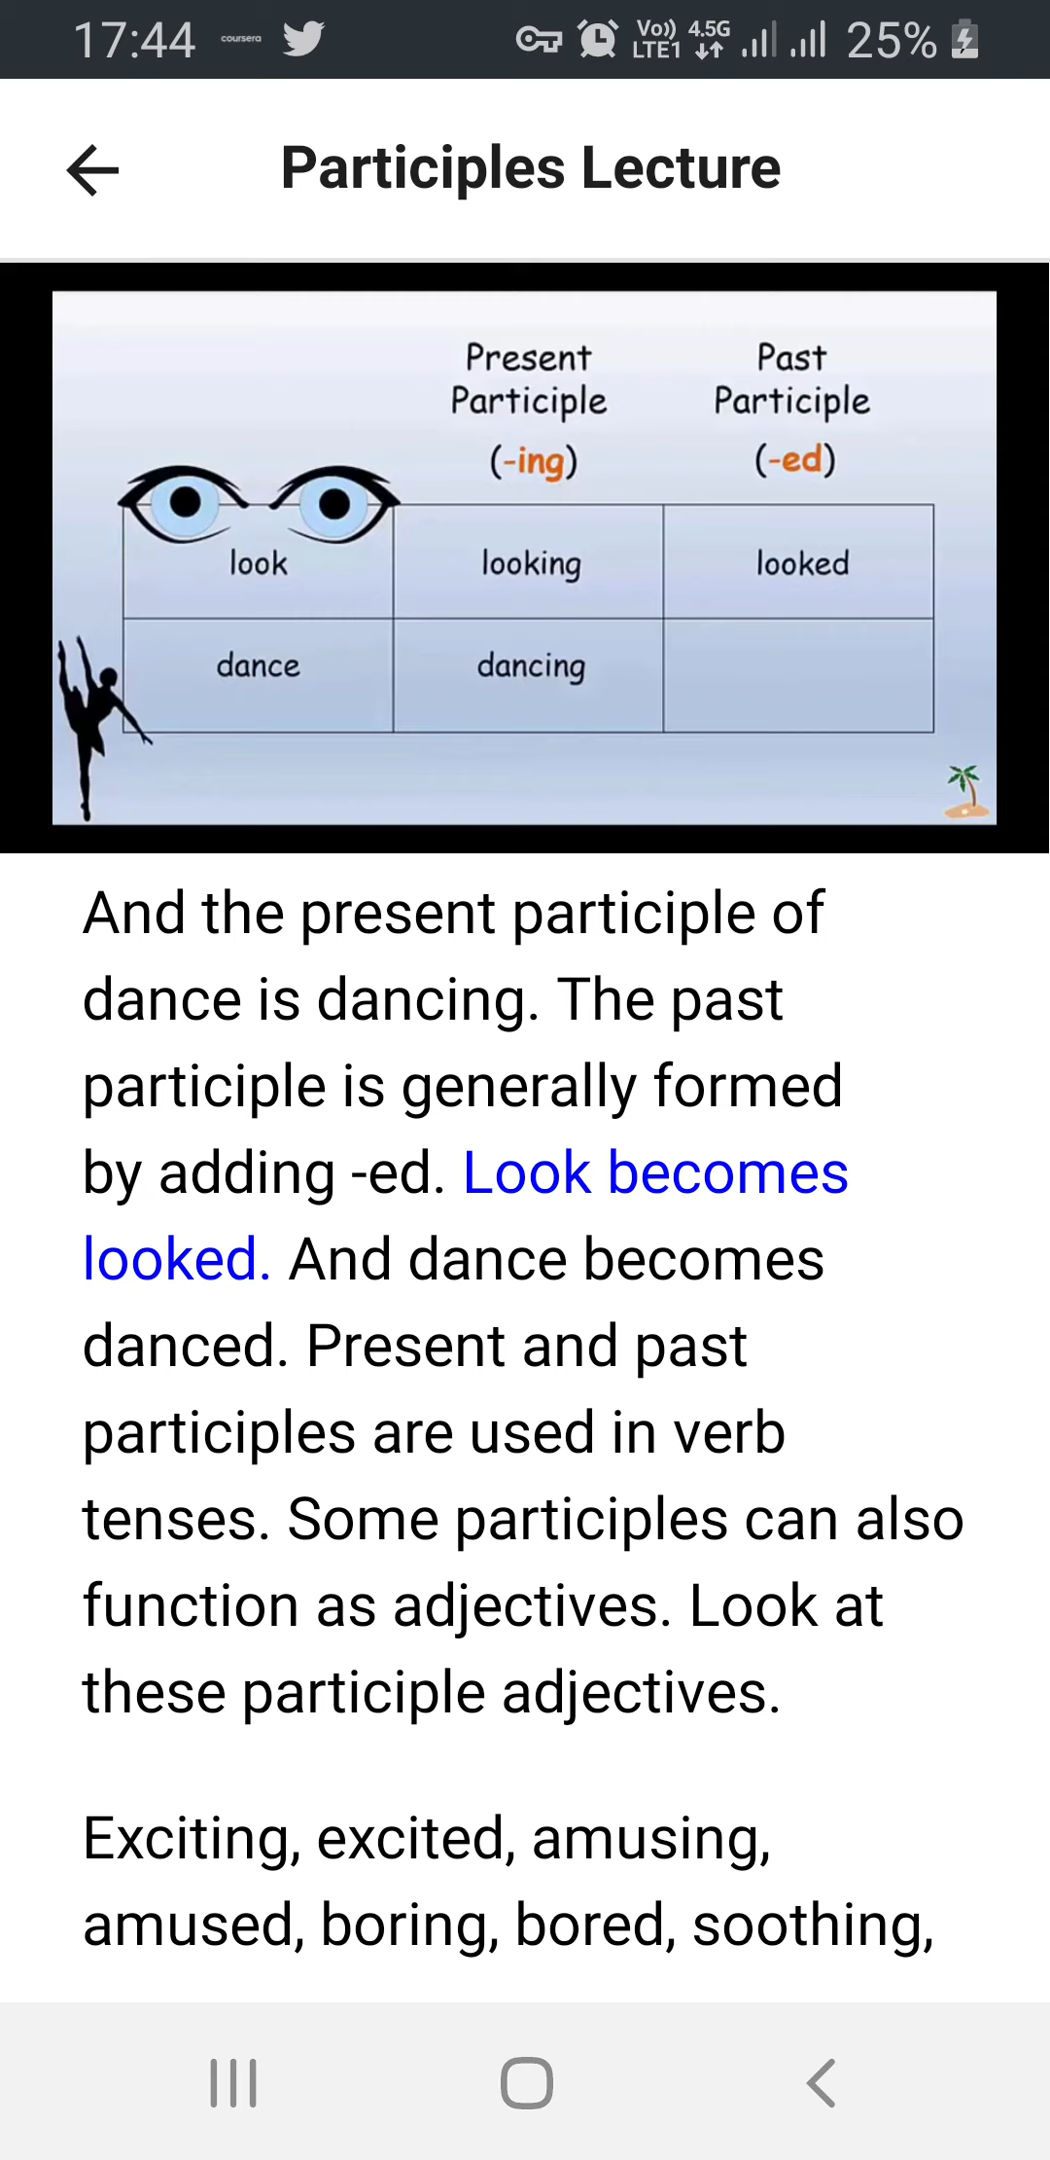 17:44 coursera Vo)) LTE1 4.5G 25%
Participles Lecture
Present Participle (-ing)
Past Participle (-ed)
look looking looked
dance dancing
And the present participle of
dance is dancing. The past
participle is generally formed
by adding -ed. Look becomes
looked. And dance becomes
danced. Present and past
participles are used in verb
tenses. Some participles can also
function as adjectives. Look at
these participle adjectives.
Exciting, excited, amusing,
amused, boring, bored, soothing,